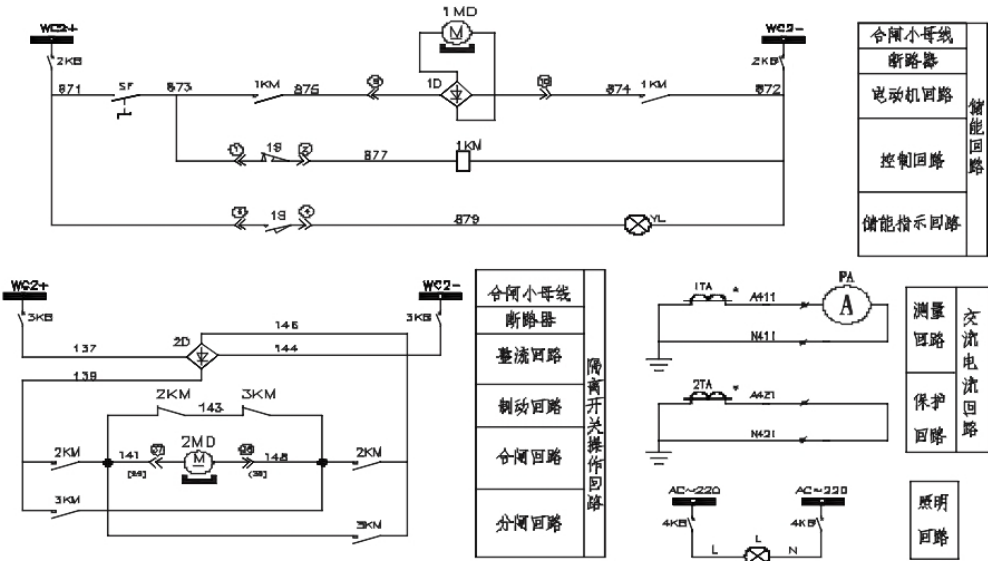 1MD
WC2+
WC2-
M
2KB
2KB
871
SF
873
1KM
875
1D
874
1KM
872
1
1S
2
877
1KM
1S
879
YL
合闸小母线
断路器
电动机回路
控制回路
储能指示回路
储能回路
WC2+
WC2-
3KB
3KB
2D
146
137
144
139
2KM
143
3KM
2MD
2KM
141
37
M
148
2KM
3KM
3KM
合闸小母线
断路器
整流回路
制动回路
合闸回路
分闸回路
隔离开关操作回路
PA
1TA
*
A411
A
N411
2TA
*
A421
N421
测量回路
保护回路
交流电流回路
AC~220
AC~220
4KB
4KB
L
L
N
照明回路